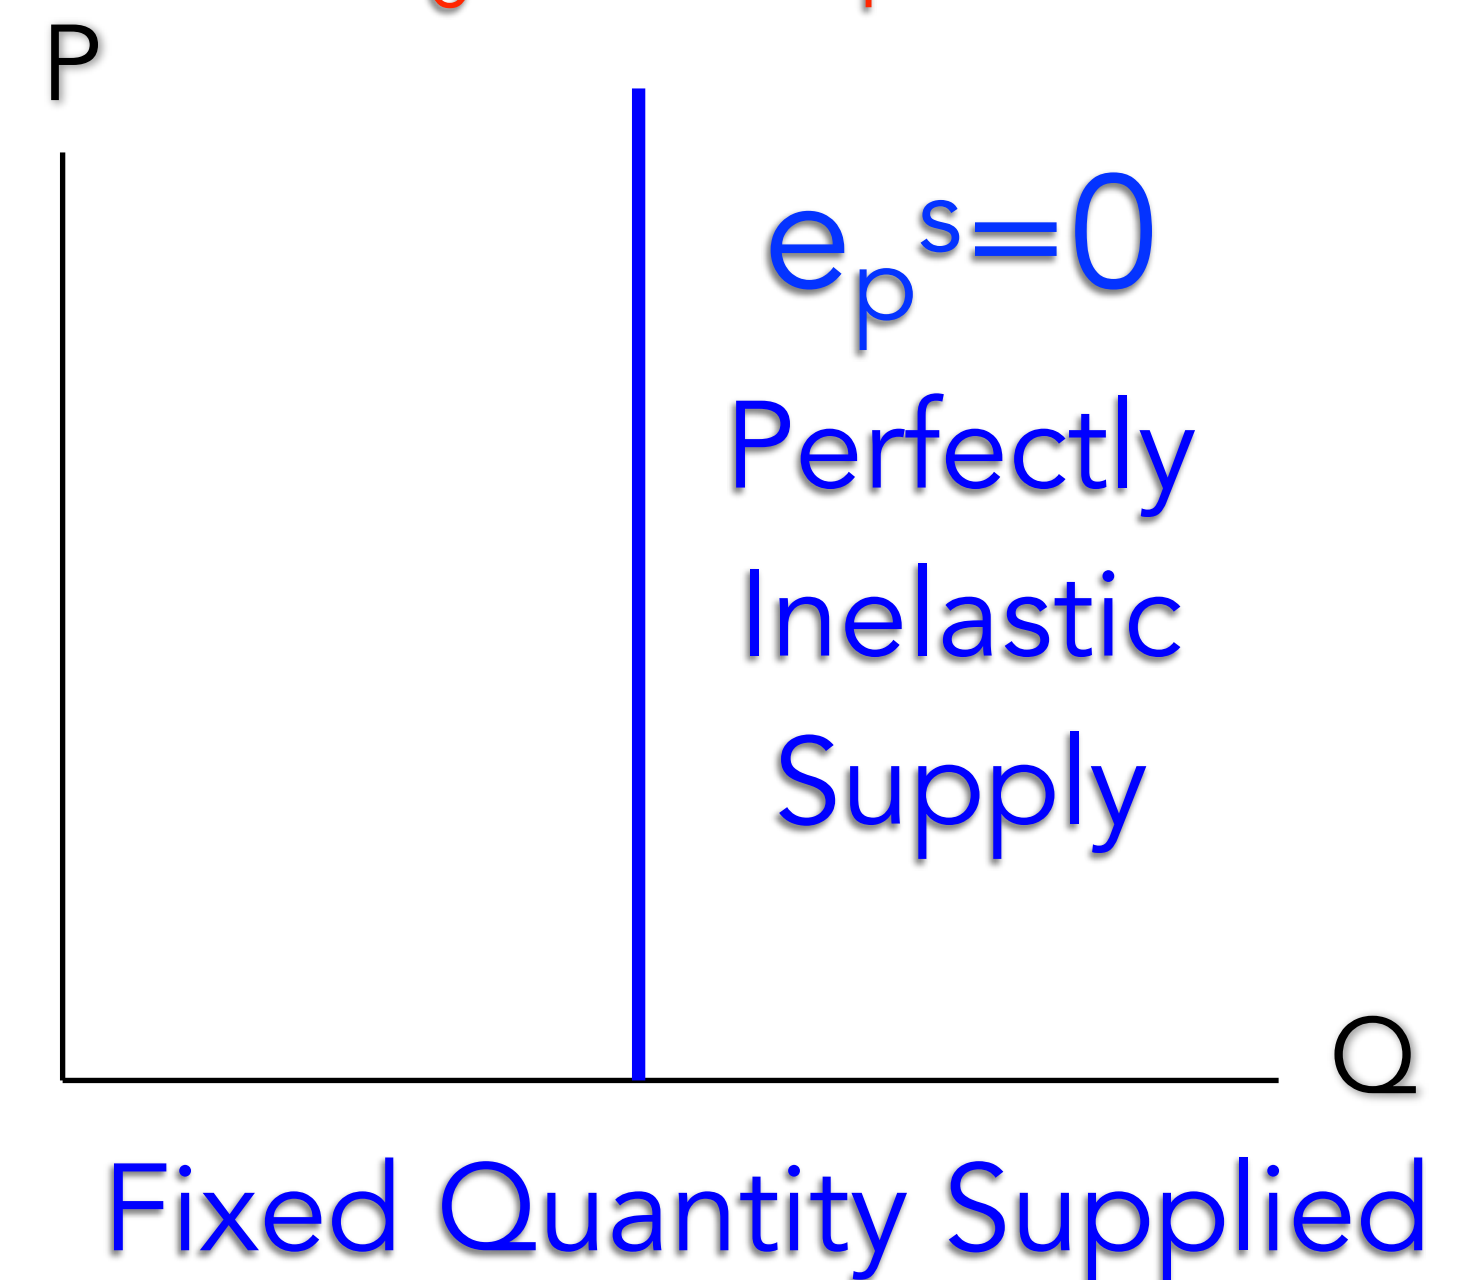 P
eₚˢ=0
Perfectly
Inelastic
Supply
Q
Fixed Quantity Supplied